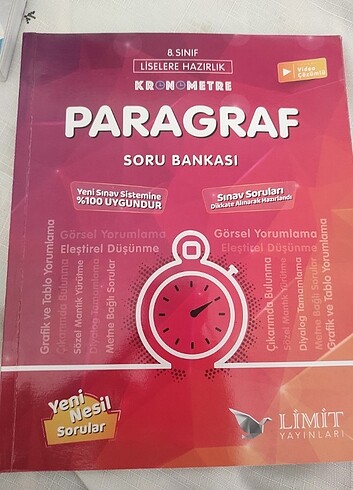 8. SINIF
LİSELERE HAZIRLIK
KRONOMETRE
Video
Çözümlü
PARAGRAF
SORU BANKASI
Yeni Sınav Sistemine
%100 UYGUNDUR
Sınav Soruları
Dikkate Alınarak Hazırlandı
Görsel Yorumlama
Eleştirel Düşünme
Grafik ve Tablo Yorumlama
Çıkarımda Bulunma
Sözel Mantık Yürütme
Diyalog Tamamlama
Metne Bağlı Sorular
Görsel Yorumlama
Eleştirel Düşünme
Çıkarımda Bulunma
Sözel Mantık Yürütme
Diyalog Tamamlama
Metne Bağlı Sorular
Grafik ve Tablo Yorumlama
Yeni
Nesil
Sorular
LİMİT
YAYINLARI